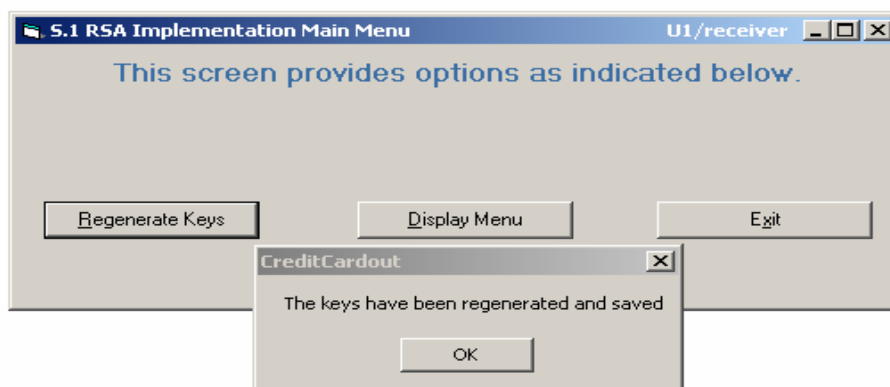 S.1 RSA Implementation Main Menu U1/receiver
This screen provides options as indicated below.
Regenerate Keys Display Menu Exit
CreditCardout
The keys have been regenerated and saved
OK